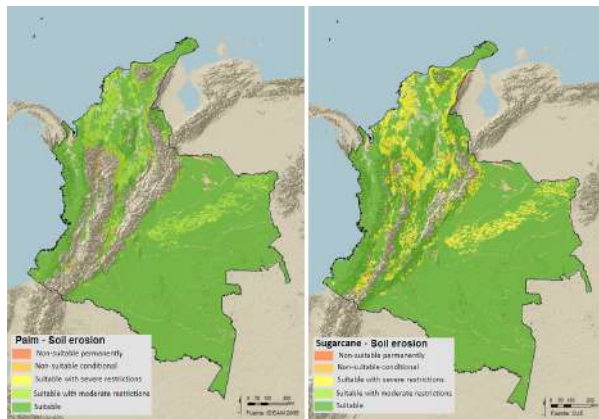 Palm - Soil erosion
Non-suitable permanently
Non-suitable conditional
Suitable with severe restrictions
Suitable with moderate restrictions
Suitable
Sugarcane - Soil erosion
Non-suitable permanently
Non-suitable conditional
Suitable with severe restrictions
Suitable with moderate restrictions
Suitable